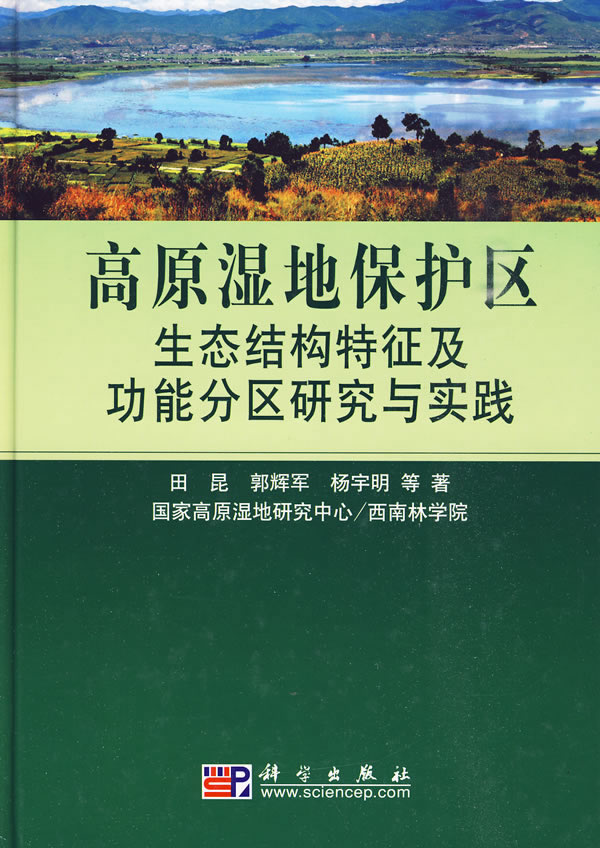 高原湿地保护区
生态结构特征及
功能分区研究与实践
田 昆 郭辉军 杨宇明 等 著
国家高原湿地研究中心/西南林学院
SP
科学出版社
www.sciencep.com